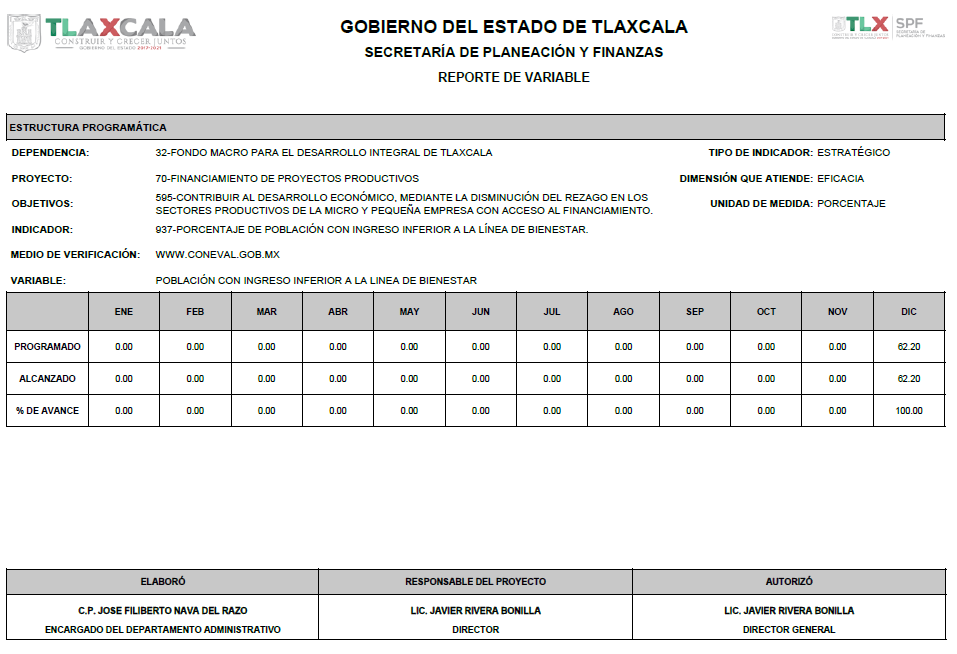 TLAXCALA
CONSTRUIR Y CRECER JUNTOS
GOBIERNO DEL ESTADO 2017-2021
GOBIERNO DEL ESTADO DE TLAXCALA
SECRETARÍA DE PLANEACIÓN Y FINANZAS
REPORTE DE VARIABLE
TLX SPF
SECRETARÍA DE
PLANEACIÓN Y FINANZAS
ESTRUCTURA PROGRAMÁTICA
DEPENDENCIA: 32-FONDO MACRO PARA EL DESARROLLO INTEGRAL DE TLAXCALA TIPO DE INDICADOR: ESTRATÉGICO
PROYECTO: 70-FINANCIAMIENTO DE PROYECTOS PRODUCTIVOS DIMENSIÓN QUE ATIENDE: EFICACIA
OBJETIVOS: 595-CONTRIBUIR AL DESARROLLO ECONÓMICO, MEDIANTE LA DISMINUCIÓN DEL REZAGO EN LOS
SECTORES PRODUCTIVOS DE LA MICRO Y PEQUEÑA EMPRESA CON ACCESO AL FINANCIAMIENTO. UNIDAD DE MEDIDA: PORCENTAJE
INDICADOR: 937-PORCENTAJE DE POBLACIÓN CON INGRESO INFERIOR A LA LÍNEA DE BIENESTAR.
MEDIO DE VERIFICACIÓN: WWW.CONEVAL.GOB.MX
VARIABLE: POBLACIÓN CON INGRESO INFERIOR A LA LINEA DE BIENESTAR
ENE FEB MAR ABR MAY JUN JUL AGO SEP OCT NOV DIC
PROGRAMADO 0.00 0.00 0.00 0.00 0.00 0.00 0.00 0.00 0.00 0.00 0.00 62.20
ALCANZADO 0.00 0.00 0.00 0.00 0.00 0.00 0.00 0.00 0.00 0.00 0.00 62.20
% DE AVANCE 0.00 0.00 0.00 0.00 0.00 0.00 0.00 0.00 0.00 0.00 0.00 100.00
ELABORÓ RESPONSABLE DEL PROYECTO AUTORIZÓ
C.P. JOSE FILIBERTO NAVA DEL RAZO LIC. JAVIER RIVERA BONILLA LIC. JAVIER RIVERA BONILLA
ENCARGADO DEL DEPARTAMENTO ADMINISTRATIVO DIRECTOR DIRECTOR GENERAL